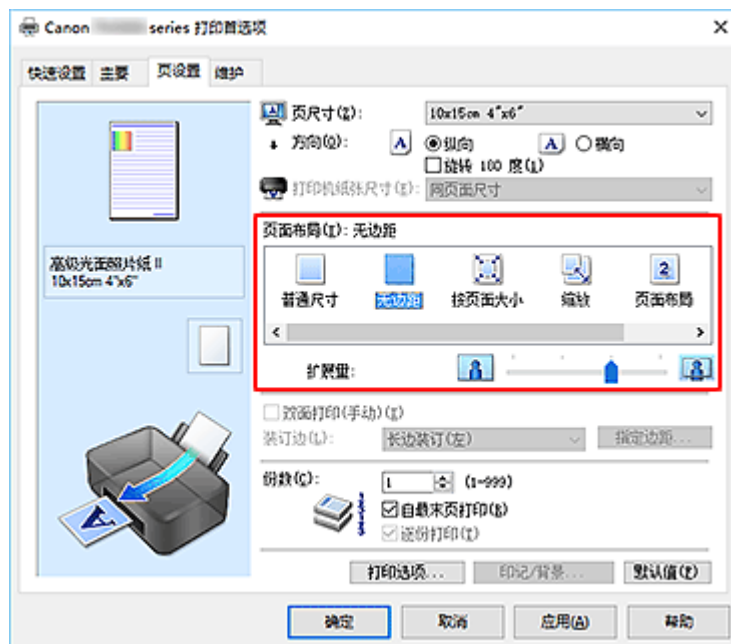 Canon series 打印首选项
快速设置 主要 页设置 维护
页尺寸(Z): 10x15cm 4"x6"
方向(O): A 纵向 A 横向
旋转 180 度(L)
打印机纸张尺寸(E): 同页面尺寸
页面布局(I): 无边距
普通尺寸 无边距 按页面大小 缩放 页面布局
扩展量:
高级光面照片纸 II
10x15cm 4"x6"
双面打印(手动)(X)
装订边(L): 长边装订(左) 指定边距...
份数(C): 1 (1-999)
自最末页打印(R)
逐份打印(T)
打印选项... 印记/背景... 默认值(F)
确定 取消 应用(A) 帮助